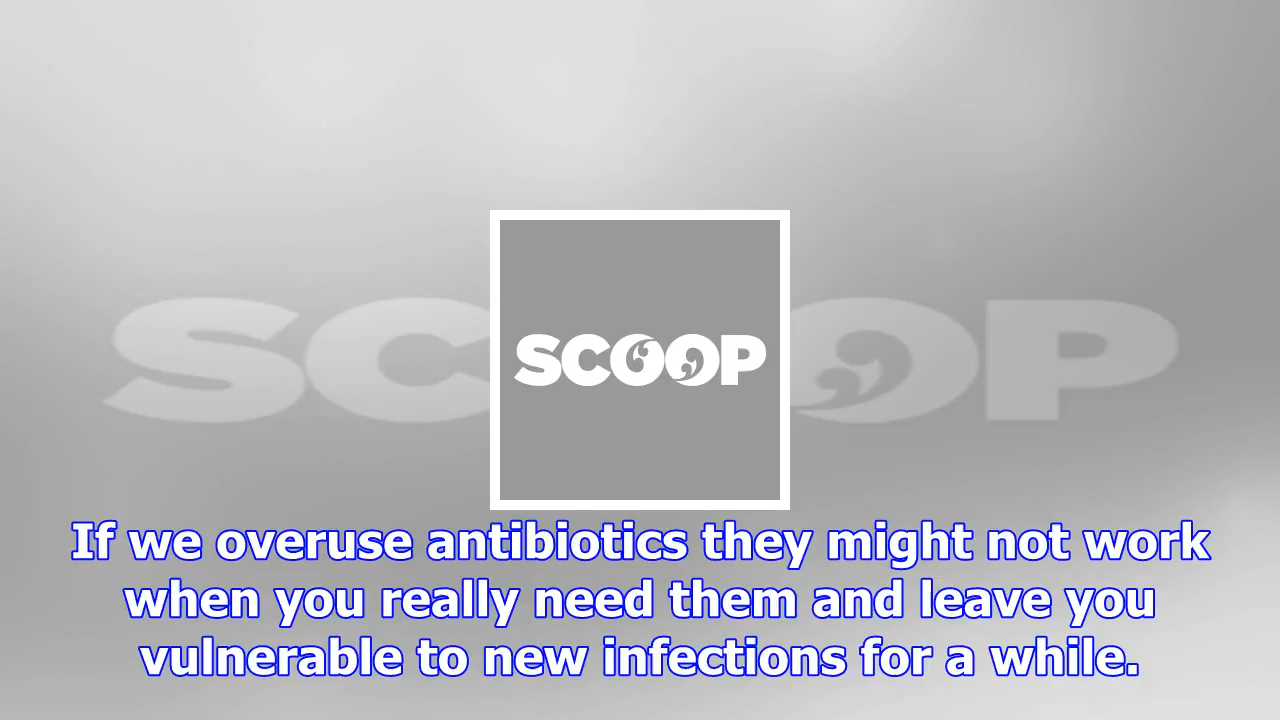 SCOOP
SCOOP
If we overuse antibiotics they might not work
when you really need them and leave you
vulnerable to new infections for a while.